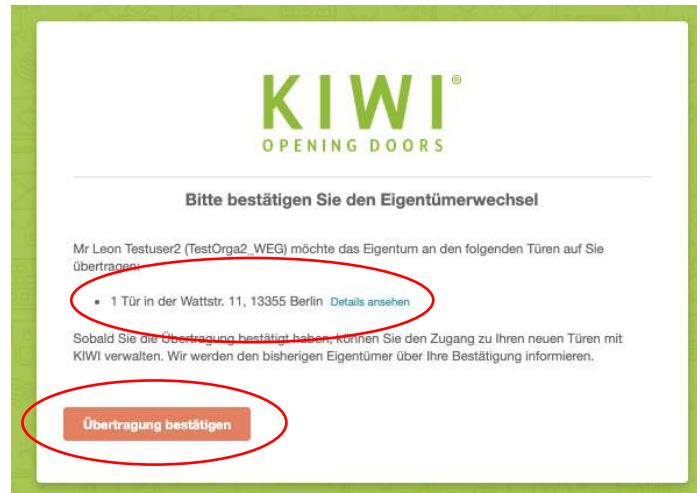 KIWI®
OPENING DOORS
Bitte bestätigen Sie den Eigentümerwechsel
Mr Leon Testuser2 (TestOrga2_WEG) möchte das Eigentum an den folgenden Türen auf Sie
übertragen:
• 1 Tür in der Wattstr. 11, 13355 Berlin Details ansehen
Sobald Sie die Übertragung bestätigt haben, können Sie den Zugang zu Ihren neuen Türen mit
KIWI verwalten. Wir werden den bisherigen Eigentümer über Ihre Bestätigung informieren.
Übertragung bestätigen